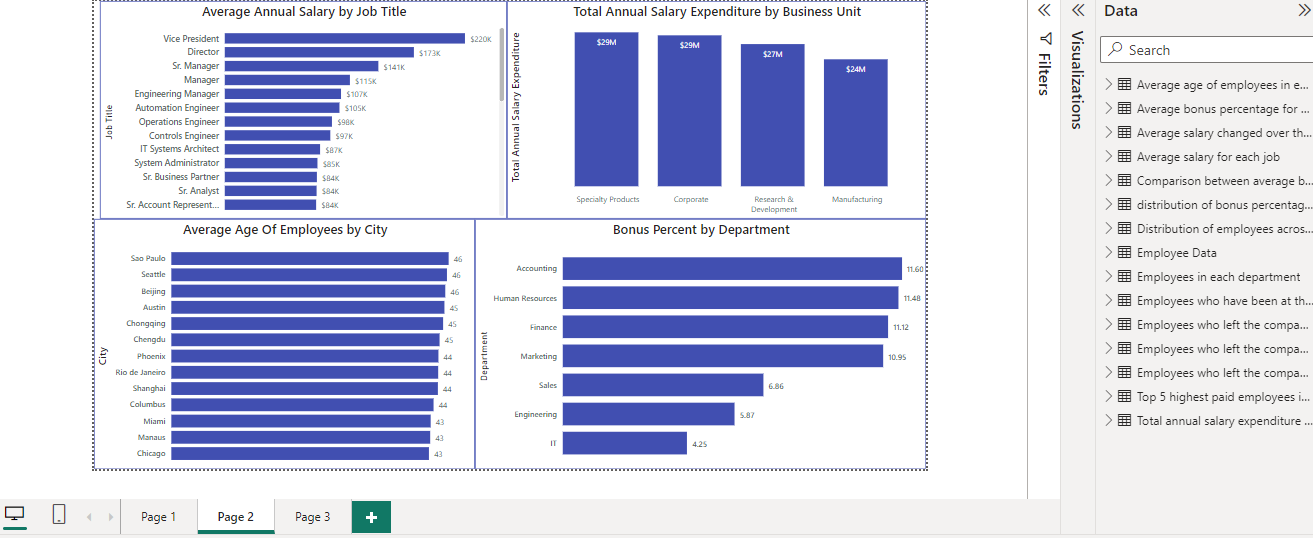 Average Annual Salary by Job Title
Job Title
Vice President $220K
Director $173K
Sr. Manager $141K
Manager $115K
Engineering Manager $107K
Automation Engineer $105K
Operations Engineer $98K
Controls Engineer $97K
IT Systems Architect $87K
System Administrator $85K
Sr. Business Partner $84K
Sr. Analyst $84K
Sr. Account Represent... $84K
Total Annual Salary Expenditure by Business Unit
Total Annual Salary Expenditure
$29M $29M $27M $24M
Specialty Products Corporate Research & Manufacturing
Development
Average Age Of Employees by City
City
Sao Paulo 46
Seattle 46
Beijing 46
Austin 45
Chongqing 45
Chengdu 45
Phoenix 44
Rio de Janeiro 44
Shanghai 44
Columbus 44
Miami 43
Manaus 43
Chicago 43
Bonus Percent by Department
Department
Accounting 11.60
Human Resources 11.48
Finance 11.12
Marketing 10.95
Sales 6.86
Engineering 5.87
IT 4.25
Filters
Visualizations
Data
Search
Average age of employees in e...
Average bonus percentage for ...
Average salary changed over th...
Average salary for each job
Comparison between average b...
distribution of bonus percentag...
Distribution of employees acros...
Employee Data
Employees in each department
Employees who have been at th...
Employees who left the compa...
Employees who left the compa...
Employees who left the compa...
Top 5 highest paid employees i...
Total annual salary expenditure ...
Page 1 Page 2 Page 3